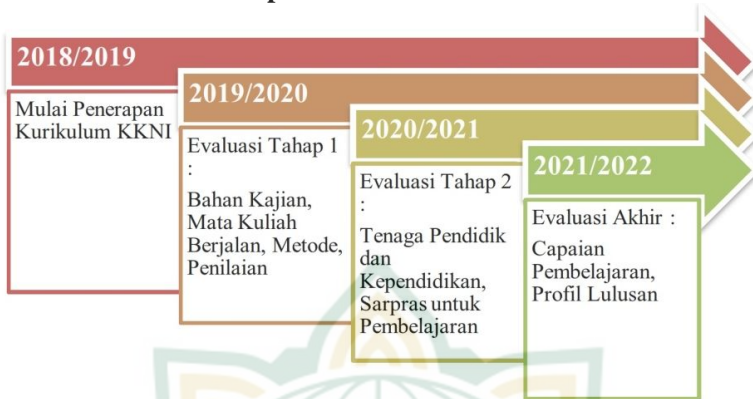 2018/2019
Mulai Penerapan
Kurikulum KKNI
2019/2020
Evaluasi Tahap 1
:
Bahan Kajian,
Mata Kuliah
Berjalan, Metode,
Penilaian
2020/2021
Evaluasi Tahap 2
:
Tenaga Pendidik
dan
Kependidikan,
Sarpras untuk
Pembelajaran
2021/2022
Evaluasi Akhir :
Capaian
Pembelajaran,
Profil Lulusan